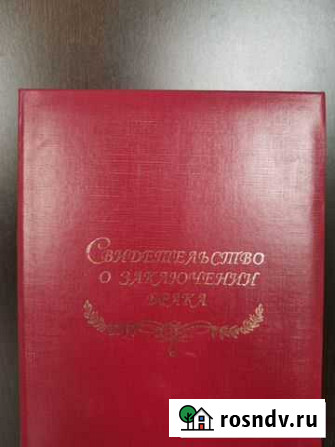 Свидетельство
о заключении
брака
rosndv.ru